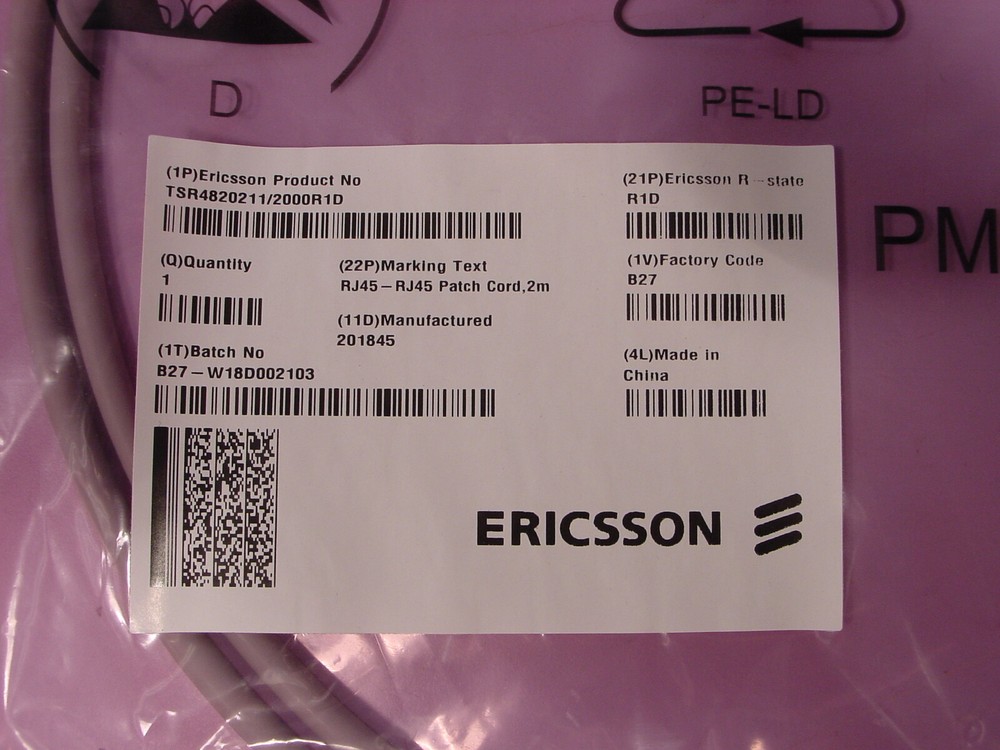 D
PE-LD
PM
(1P)Ericsson Product No
TSR4820211/2000R1D
(21P)Ericsson R-state
R1D
(Q)Quantity
1
(22P)Marking Text
RJ45-RJ45 Patch Cord,2m
(1V)Factory Code
B27
(11D)Manufactured
201845
(1T)Batch No
B27-W18D002103
(4L)Made in
China
ERICSSON